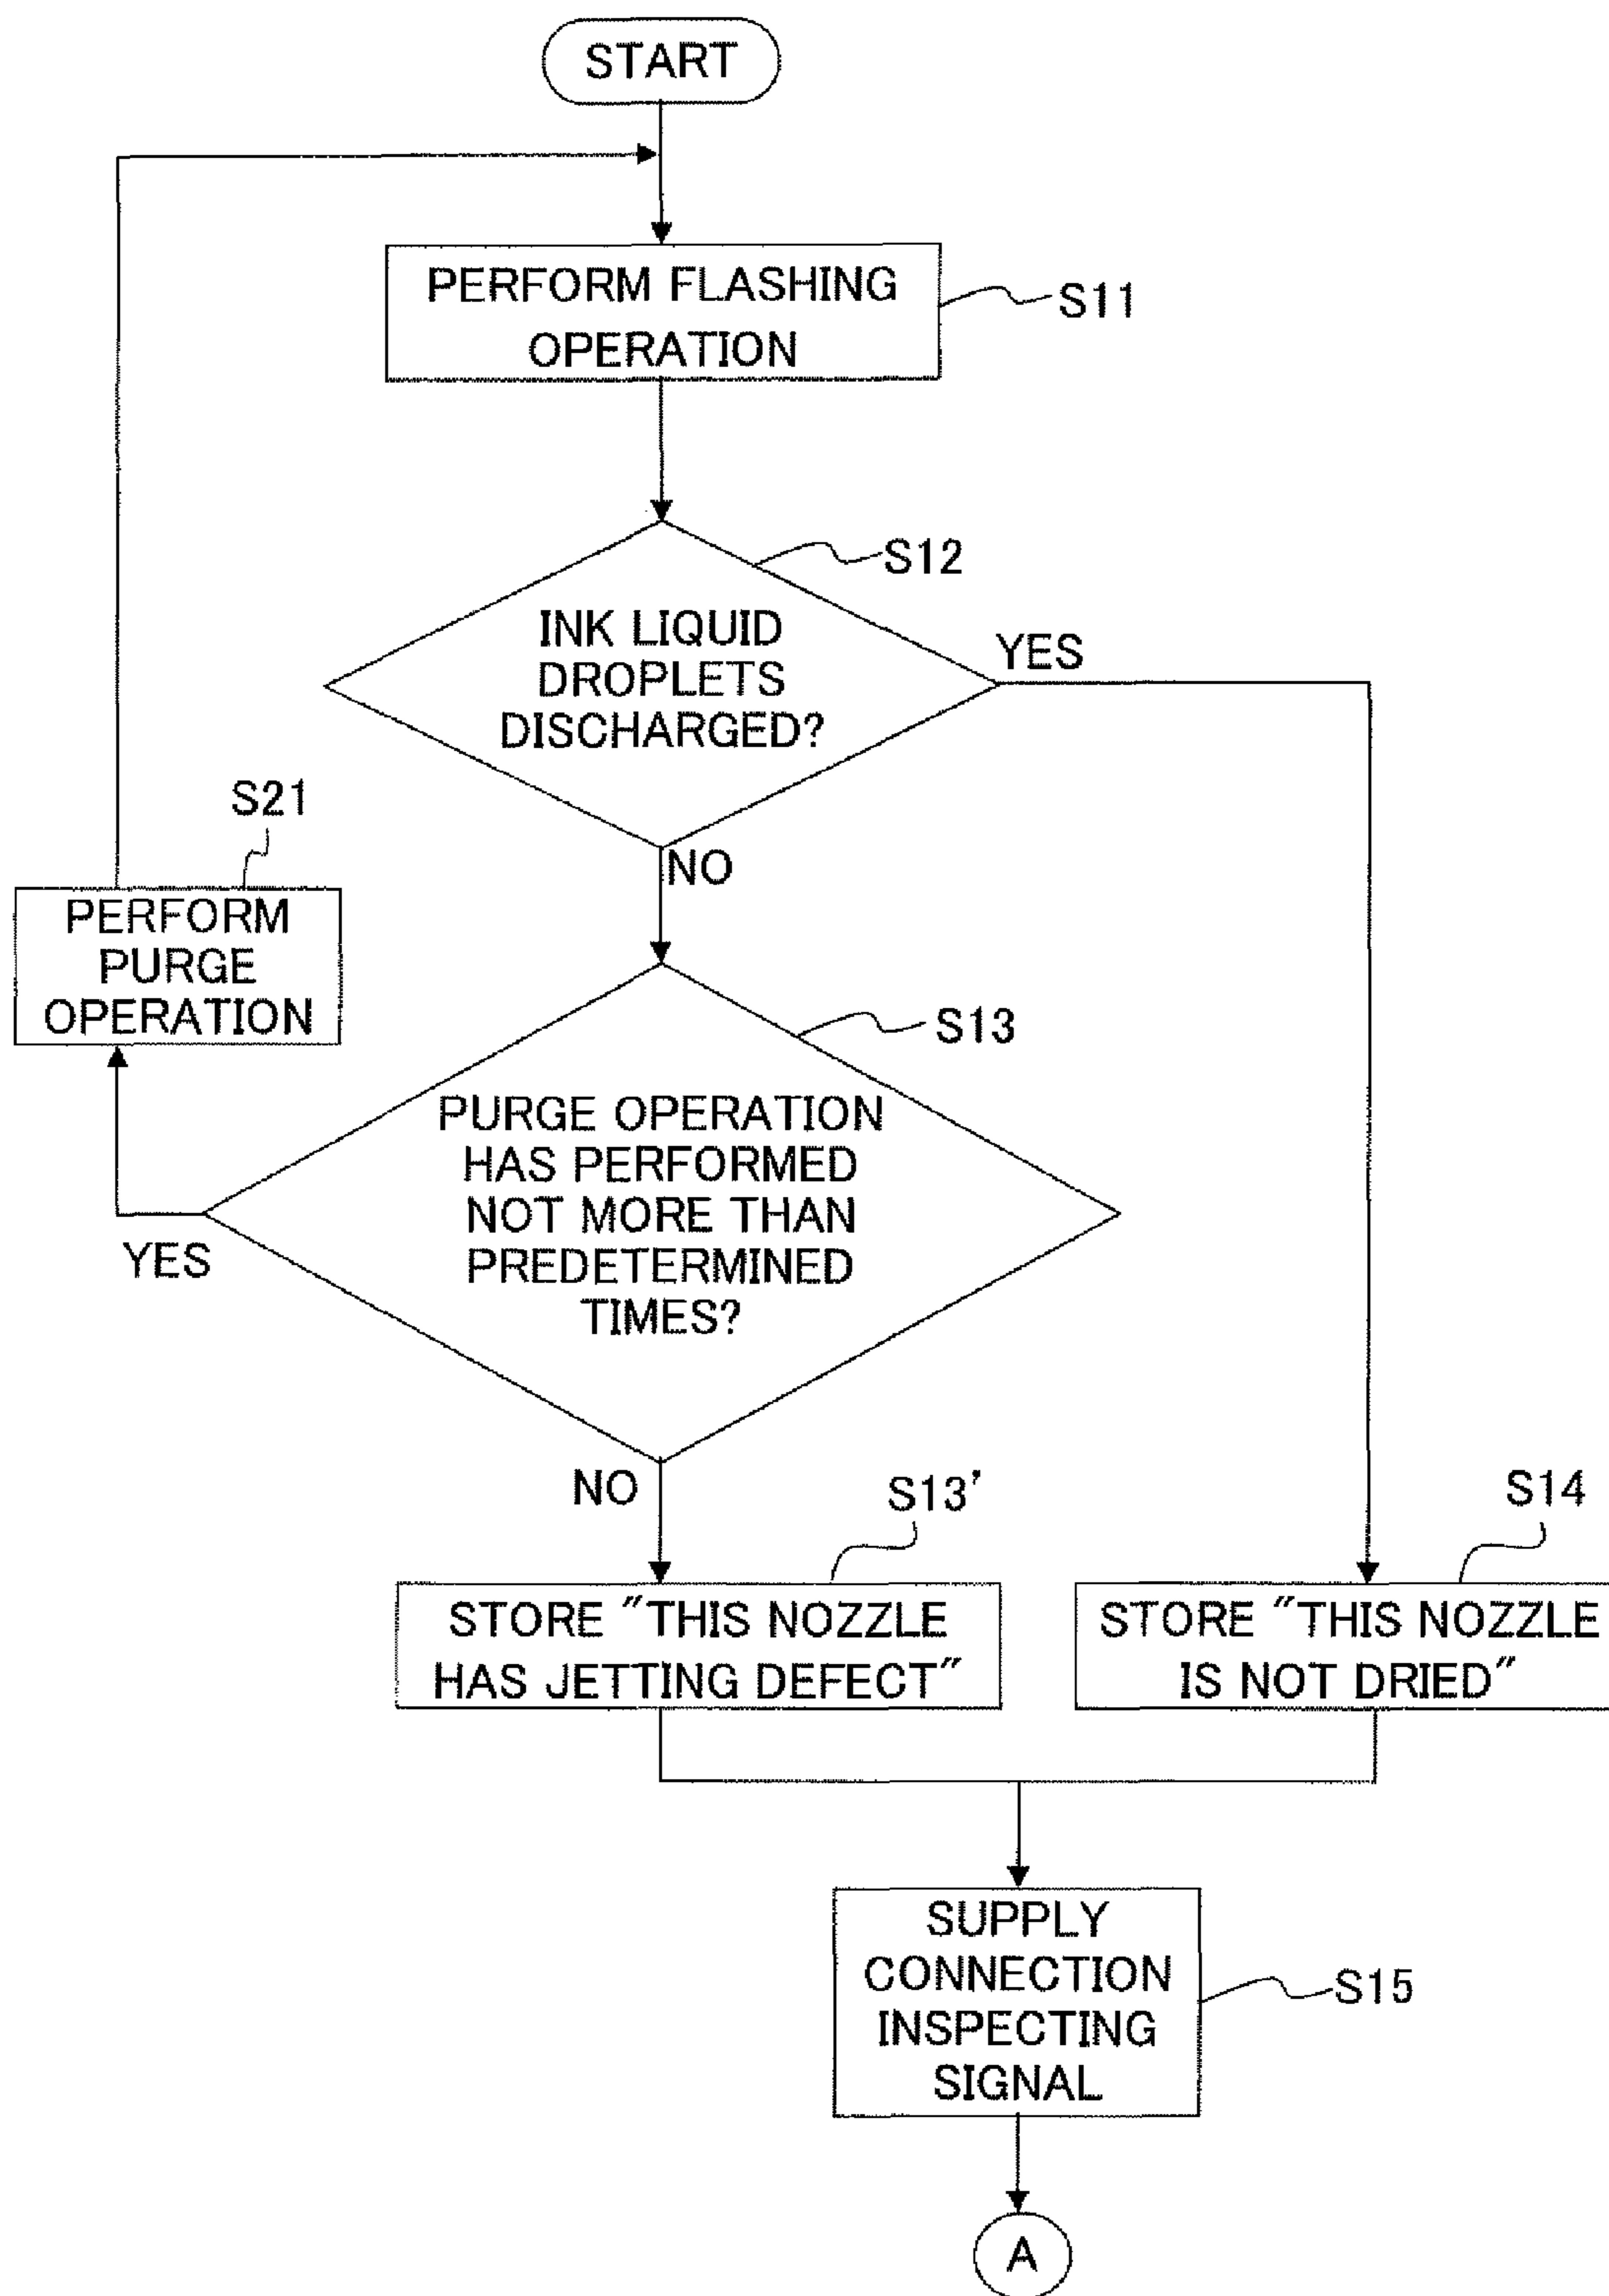 START
PERFORM FLASHING
OPERATION
S11
S12
INK LIQUID
DROPLETS
DISCHARGED?
YES
NO
S21
PERFORM
PURGE
OPERATION
S13
PURGE OPERATION
HAS PERFORMED
NOT MORE THAN
PREDETERMINED
TIMES?
YES
NO
S13'
STORE "THIS NOZZLE
HAS JETTING DEFECT"
S14
STORE "THIS NOZZLE
IS NOT DRIED"
SUPPLY
CONNECTION
INSPECTING
SIGNAL
S15
A